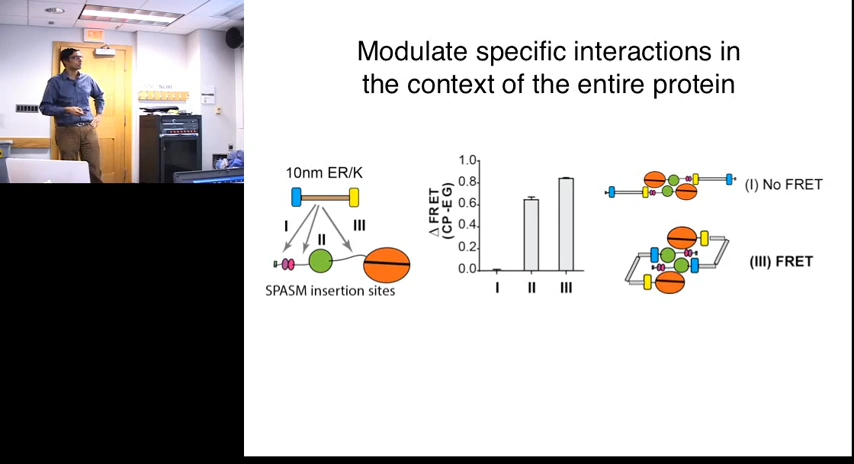 Modulate specific interactions in
the context of the entire protein
10nm ER/K
I
II
III
SPASM insertion sites
Δ FRET
(CP-EG)
1.0
0.8
0.6
0.4
0.2
0.0
I
II
III
(I) No FRET
(III) FRET